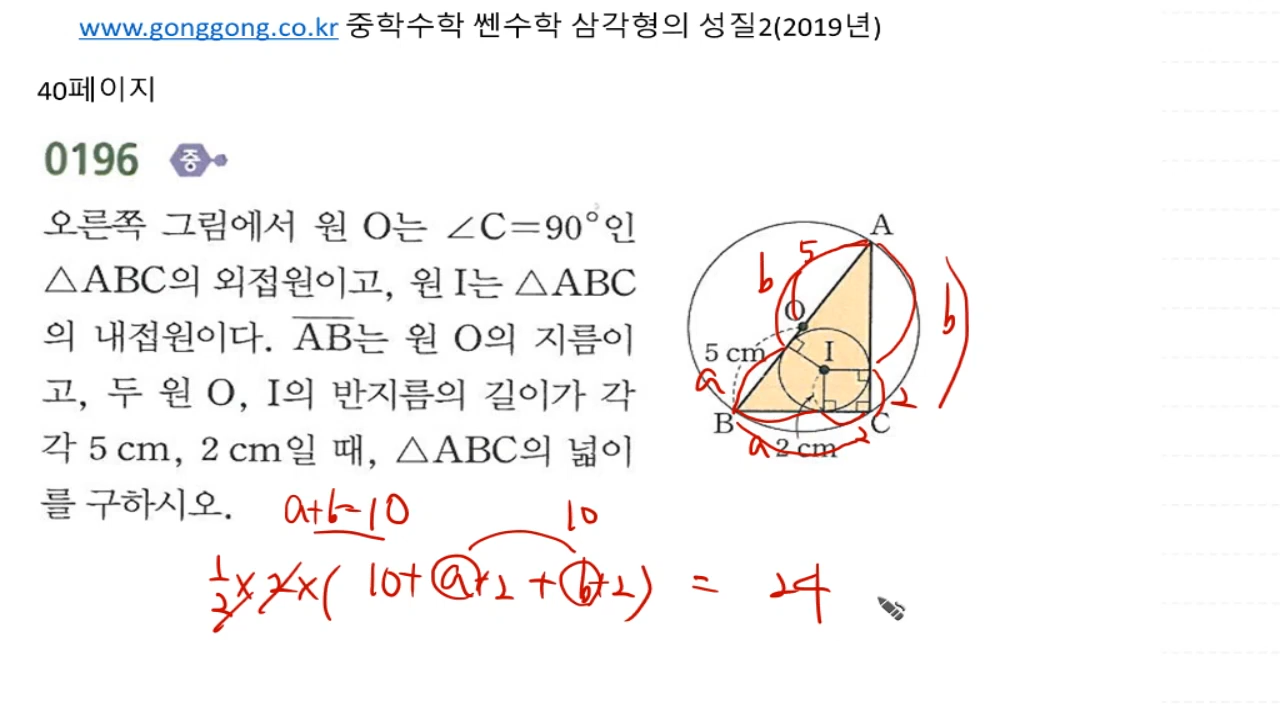 www.gonggong.co.kr 중학수학 쎈수학 삼각형의 성질2(2019년)
40페이지
0196 중
오른쪽 그림에서 원 O는 ∠C=90°인
△ABC의 외접원이고, 원 I는 △ABC
의 내접원이다. A̅B̅는 원 O의 지름이
고, 두 원 O, I의 반지름의 길이가 각
각 5 cm, 2 cm일 때, △ABC의 넓이
를 구하시오.
A
5
b
b
O
I
5 cm
a
2
B
C
a
2 cm
2
a+b=10
10
1/2 × 2 × ( 10+a+2+b+2) = 24